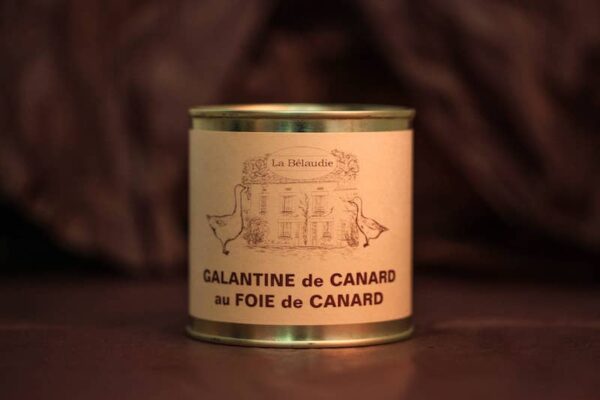 La Bélaudie
GALANTINE de CANARD
au FOIE de CANARD